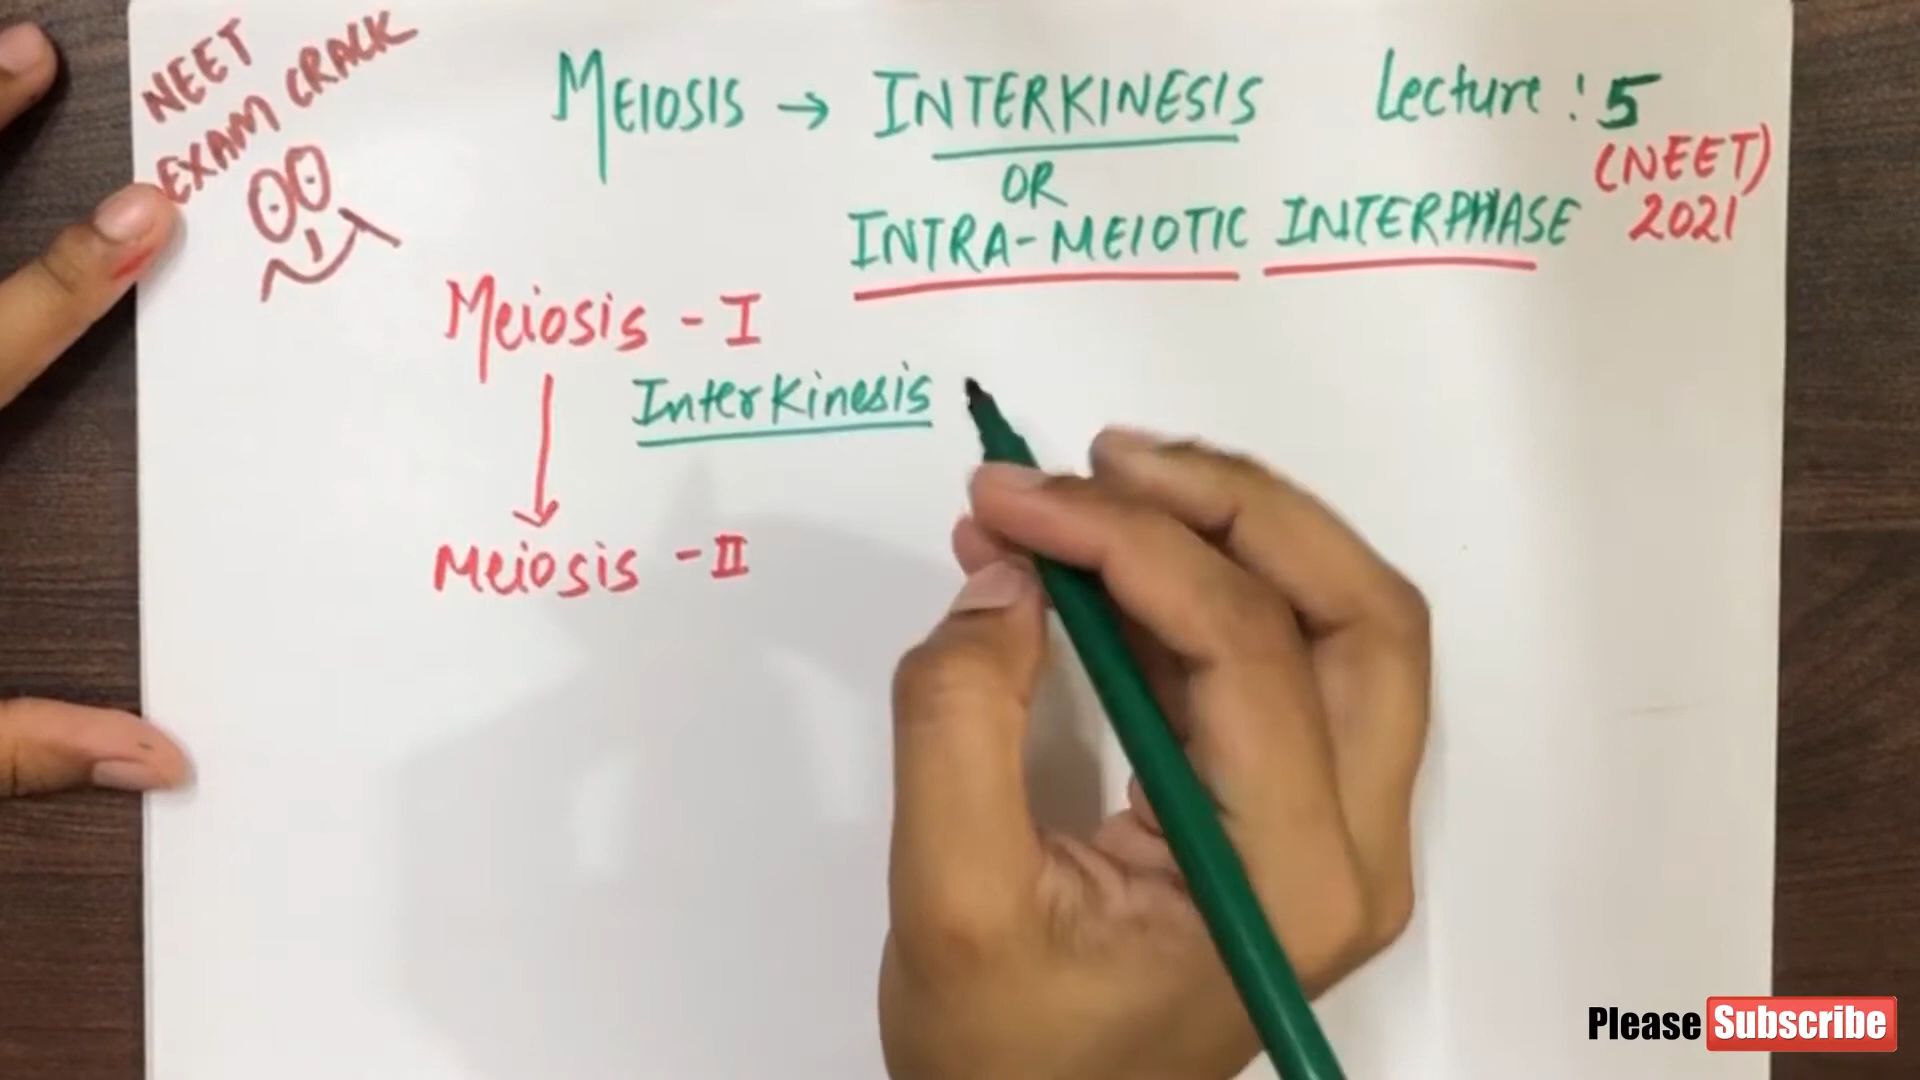 NEET
EXAM CRACK
MEIOSIS → INTERKINESIS
OR
INTRA-MEIOTIC INTERPHASE
Lecture : 5
(NEET)
2021
Meiosis - I
Interkinesis
Meiosis - II
Please Subscribe